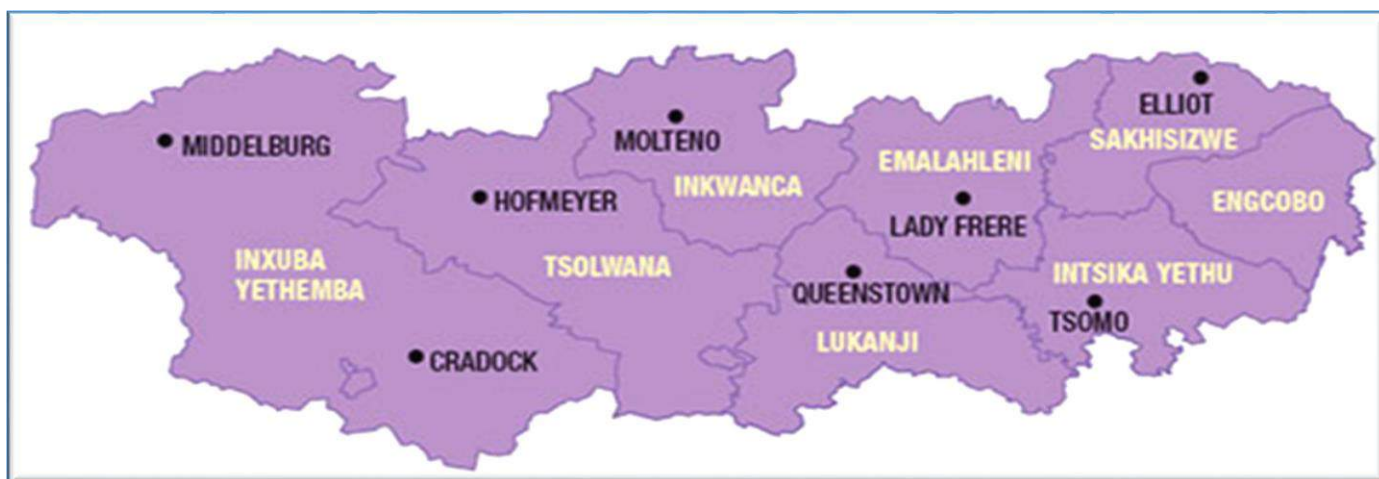 ELLIOT
MOLTENO
SAKHISIZWE
MIDDELBURG
EMALAHLENI
INKWANCA
HOFMEYER
ENGCOBO
LADY FRERE
INXUBA
YETHEMBA
TSOLWANA
INTSIKA YETHU
QUEENSTOWN
TSOMO
LUKANJI
CRADOCK